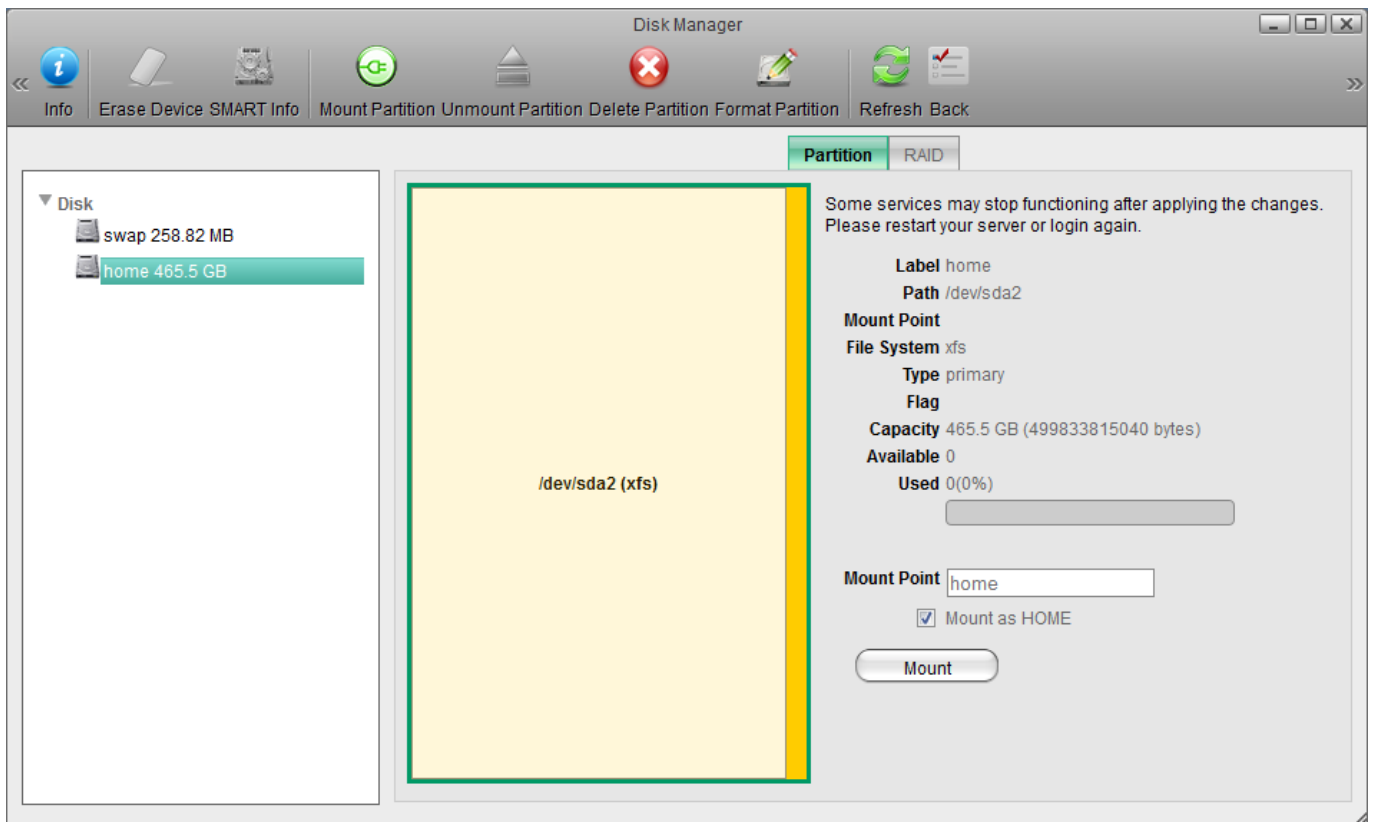 Disk Manager
Info Erase Device SMART Info Mount Partition Unmount Partition Delete Partition Format Partition Refresh Back
Partition RAID
Disk
swap 258.82 MB
home 465.5 GB
/dev/sda2 (xfs)
Some services may stop functioning after applying the changes.
Please restart your server or login again.
Label home
Path /dev/sda2
Mount Point
File System xfs
Type primary
Flag
Capacity 465.5 GB (499833815040 bytes)
Available 0
Used 0(0%)
Mount Point home
Mount as HOME
Mount